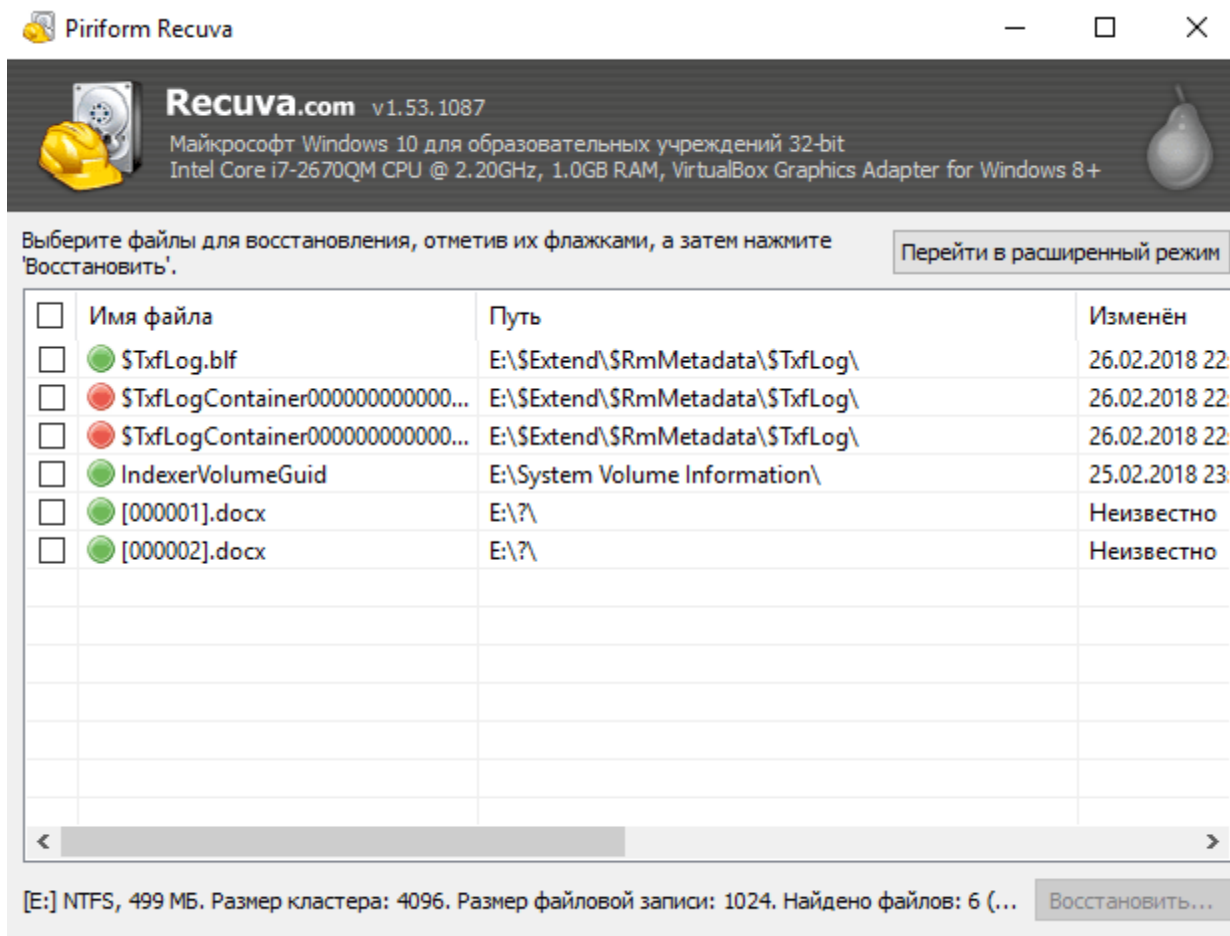 Piriform Recuva
Recuva.com v1.53.1087
Майкрософт Windows 10 для образовательных учреждений 32-bit
Intel Core i7-2670QM CPU @ 2.20GHz, 1.0GB RAM, VirtualBox Graphics Adapter for Windows 8+
Выберите файлы для восстановления, отметив их флажками, а затем нажмите
'Восстановить'.
Перейти в расширенный режим
Имя файла Путь Изменён
$TxfLog.blf E:\$Extend\$RmMetadata\$TxfLog\ 26.02.2018 22:
$TxfLogContainer000000000000... E:\$Extend\$RmMetadata\$TxfLog\ 26.02.2018 22:
$TxfLogContainer000000000000... E:\$Extend\$RmMetadata\$TxfLog\ 26.02.2018 22:
IndexerVolumeGuid E:\System Volume Information\ 25.02.2018 23:
[000001].docx E:\?\ Неизвестно
[000002].docx E:\?\ Неизвестно
[E:] NTFS, 499 МБ. Размер кластера: 4096. Размер файловой записи: 1024. Найдено файлов: 6 (...
Восстановить...